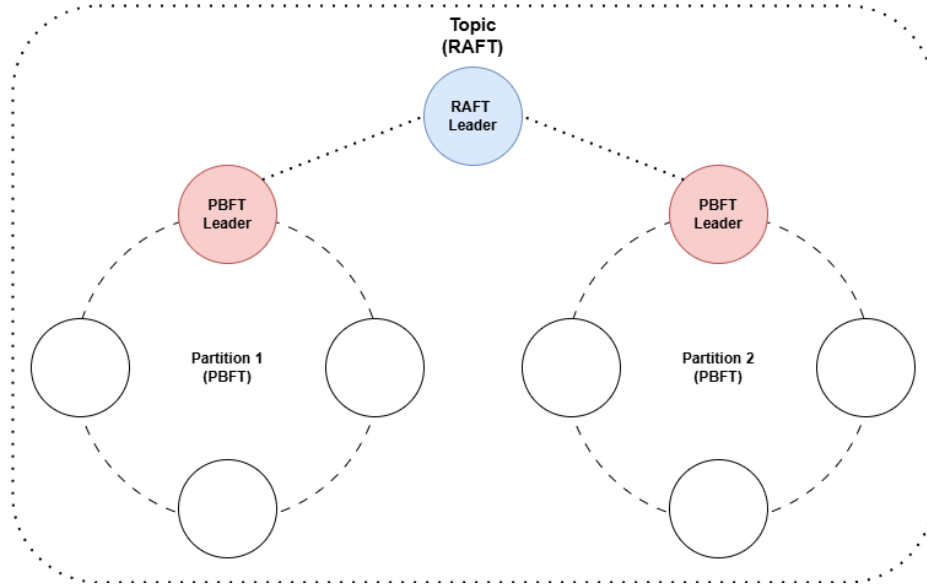 Topic
(RAFT)
RAFT
Leader
PBFT
Leader
PBFT
Leader
Partition 1
(PBFT)
Partition 2
(PBFT)